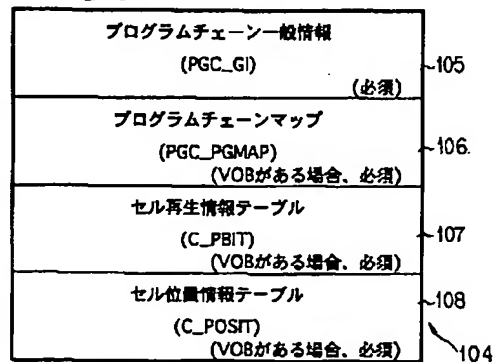 プログラムチェーン一般情報
(PGC_GI)
(必須)
105
プログラムチェーンマップ
(PGC_PGMAP)
(VOBがある場合、必須)
106.
セル再生情報テーブル
(C_PBIT)
(VOBがある場合、必須)
107
セル位置情報テーブル
(C_POSIT)
(VOBがある場合、必須)
108
104